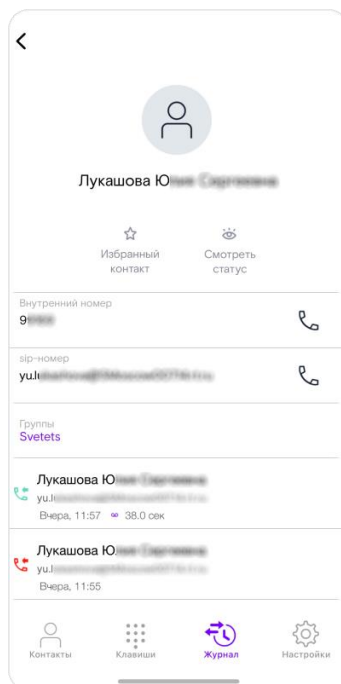 Лукашова Ю
Избранный контакт
Смотреть статус
Внутренний номер
9
sip-номер
yu.l
Группы
Svetets
Лукашова Ю
yu.l
Вчера, 11:57 38.0 сек
Лукашова Ю
yu.l
Вчера, 11:55
Контакты Клавиши Журнал Настройки